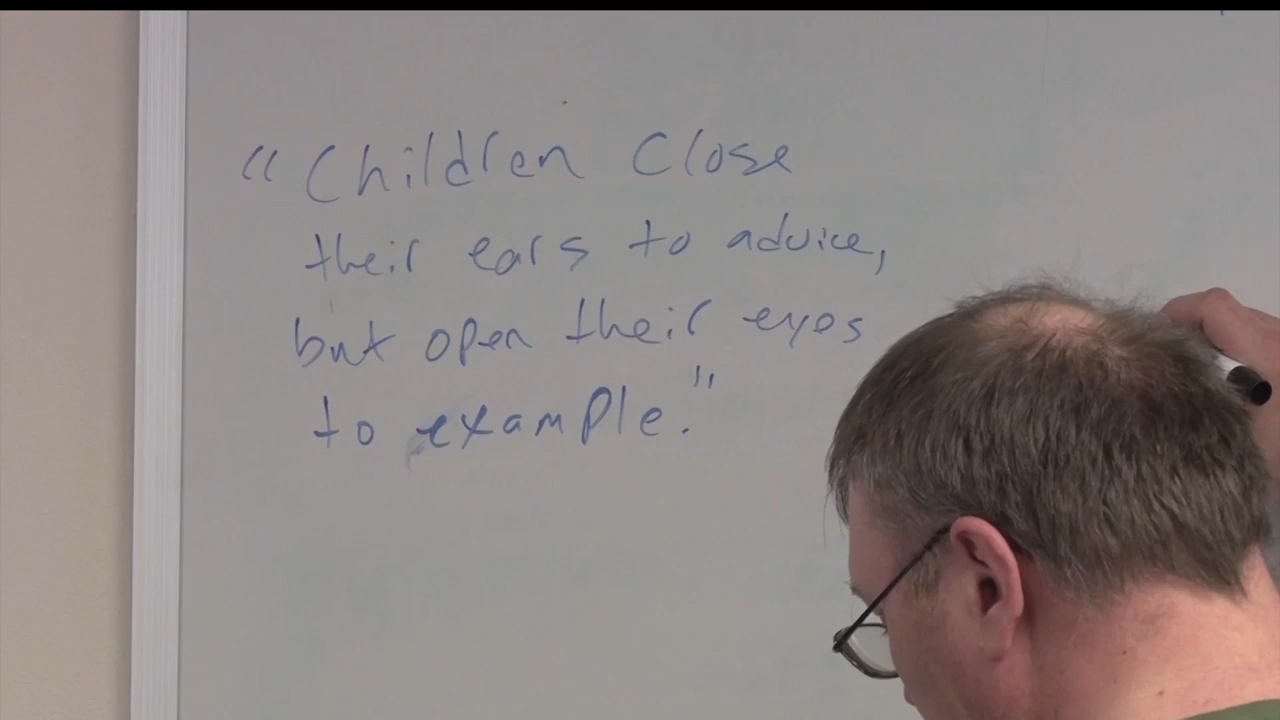 “Children Close
their ears to advice,
but open their eyes
to example."